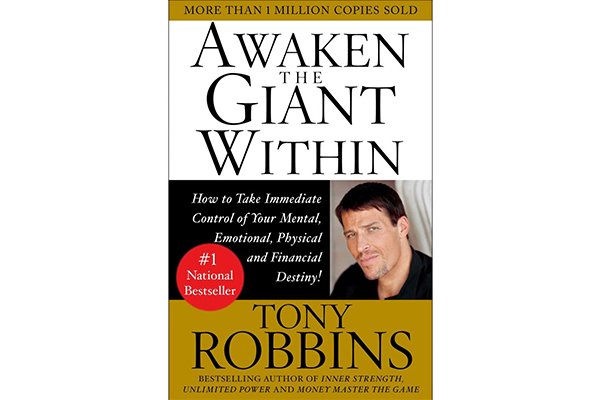 MORE THAN 1 MILLION COPIES SOLD
AWAKEN
THE
GIANT
WITHIN
How to Take Immediate
Control of Your Mental,
Emotional, Physical
and Financial
Destiny!
#1
National
Bestseller
TONY
ROBBINS
BESTSELLING AUTHOR OF INNER STRENGTH,
UNLIMITED POWER AND MONEY MASTER THE GAME